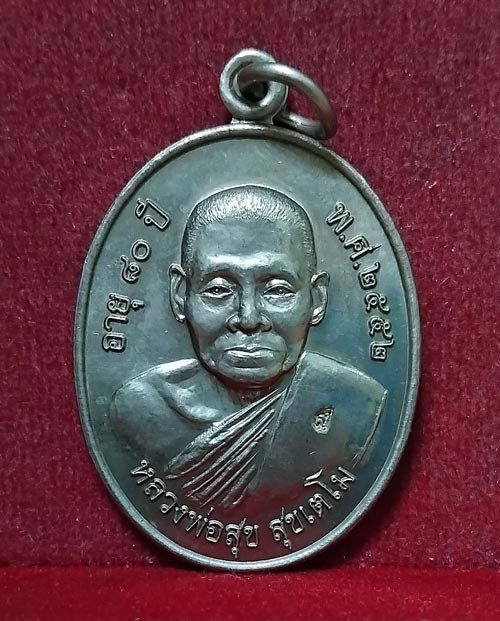 อายุ ๘๐ ปี
พ.ศ.๒๕๕๒
หลวงพ่อสุข สุขเตโม